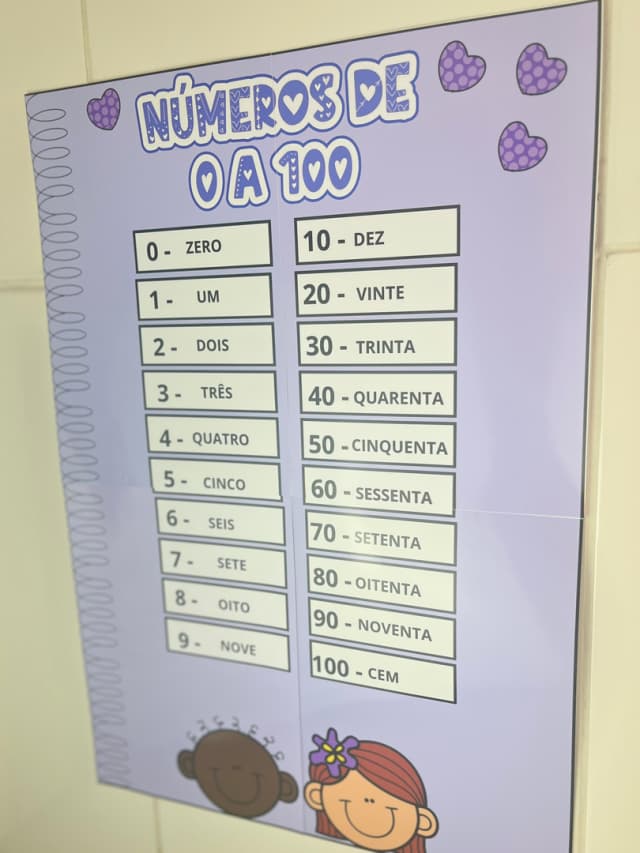 NÚMEROS DE
0 A 100
0 - ZERO
1 - UM
2 - DOIS
3 - TRÊS
4 - QUATRO
5 - CINCO
6 - SEIS
7 - SETE
8 - OITO
9 - NOVE
10 - DEZ
20 - VINTE
30 - TRINTA
40 - QUARENTA
50 - CINQUENTA
60 - SESSENTA
70 - SETENTA
80 - OITENTA
90 - NOVENTA
100 - CEM